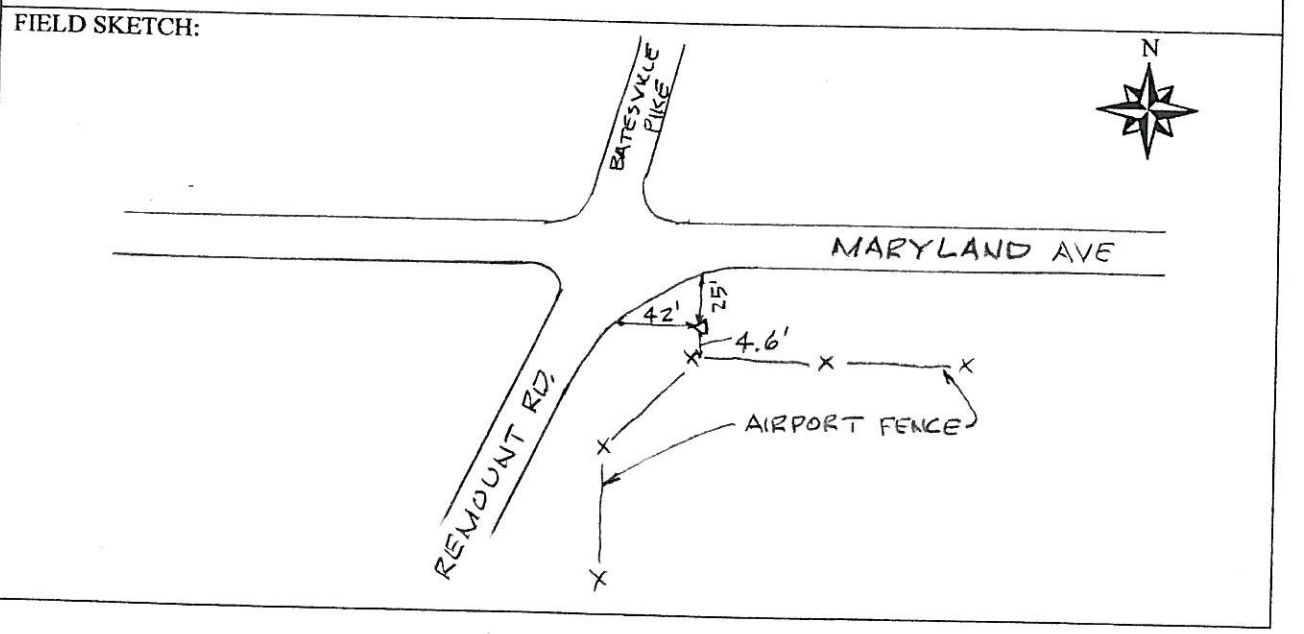 FIELD SKETCH:
N
BATESVILLE
PIKE
MARYLAND AVE
25'
42'
4.6'
AIRPORT FENCE
REMOUNT RD.